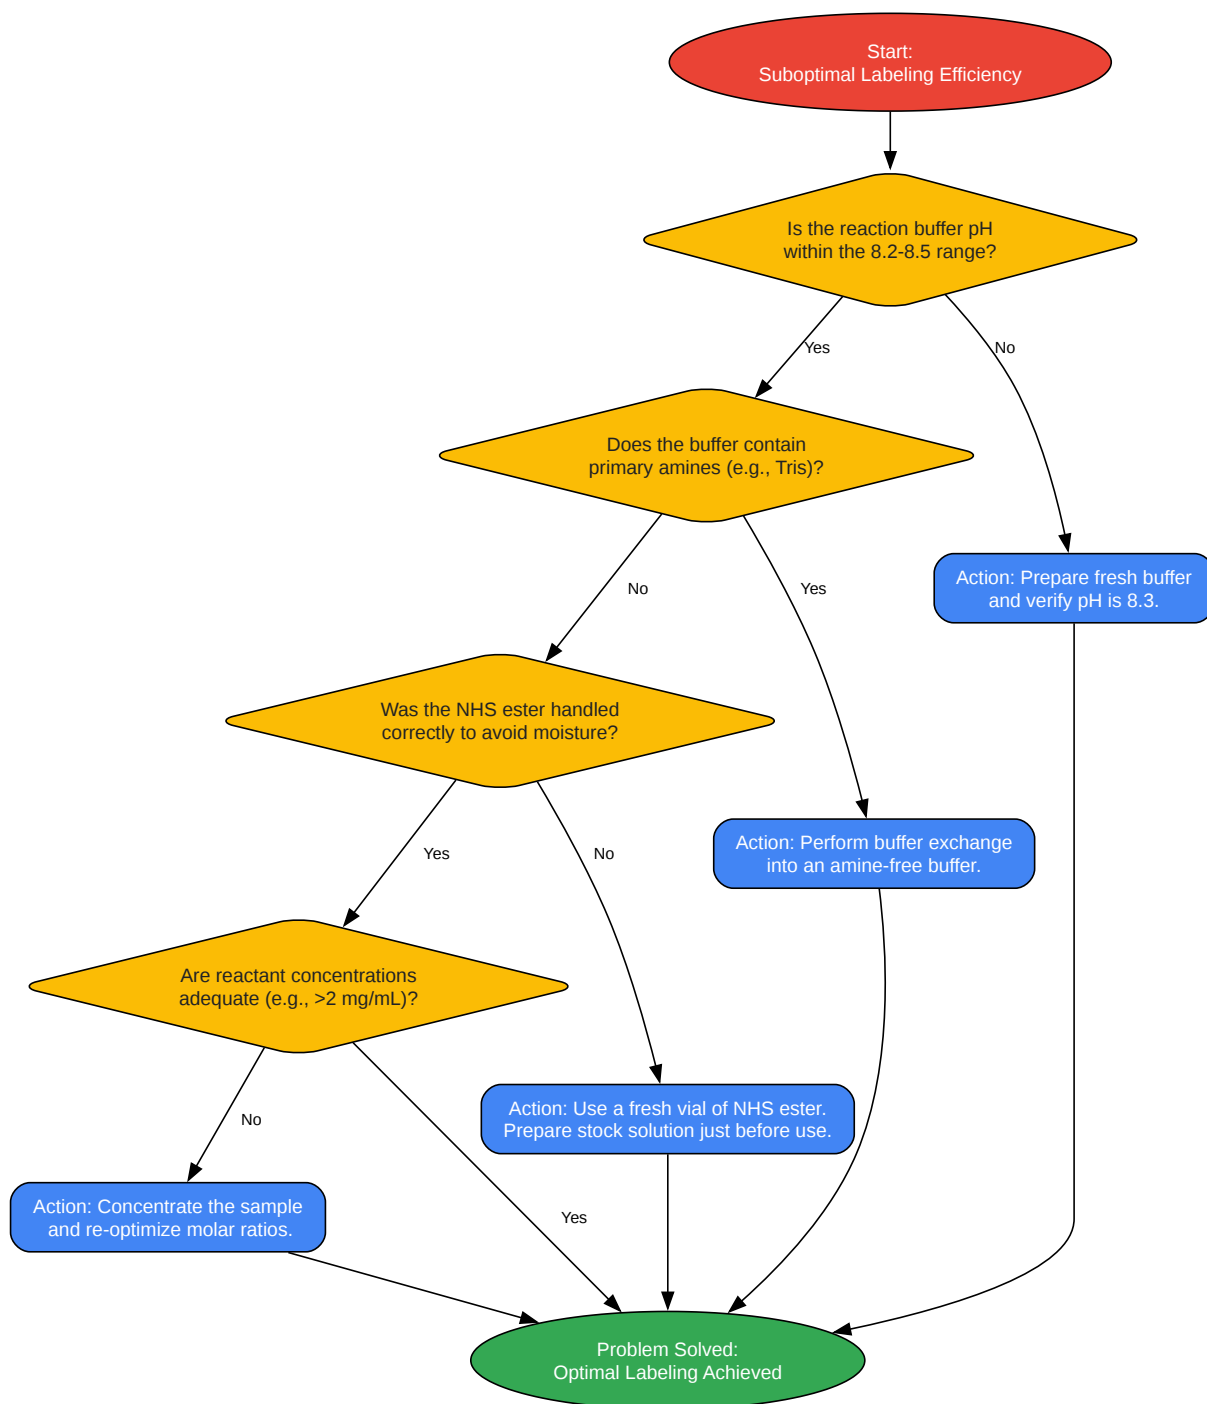 Start:
Suboptimal Labeling Efficiency
Is the reaction buffer pH
within the 8.2-8.5 range?
Yes
No
Does the buffer contain
primary amines (e.g., Tris)?
No
Yes
Action: Prepare fresh buffer
and verify pH is 8.3.
Was the NHS ester handled
correctly to avoid moisture?
Yes
No
Action: Perform buffer exchange
into an amine-free buffer.
Are reactant concentrations
adequate (e.g., >2 mg/mL)?
No
Yes
Action: Use a fresh vial of NHS ester.
Prepare stock solution just before use.
Action: Concentrate the sample
and re-optimize molar ratios.
Problem Solved:
Optimal Labeling Achieved